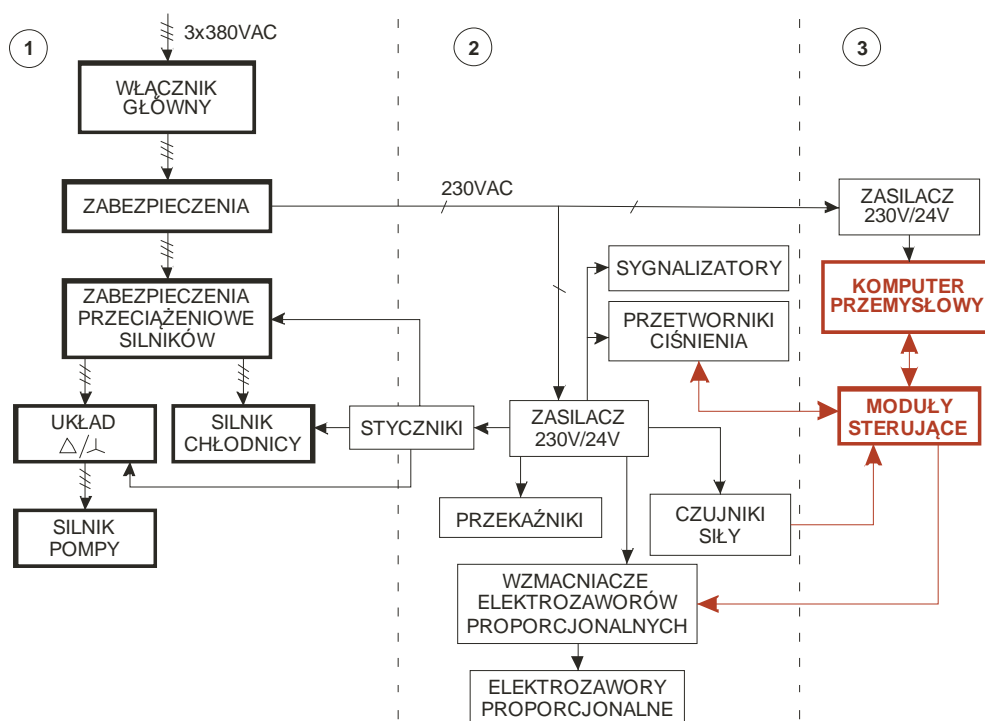 1
3x380VAC
WŁĄCZNIK
GŁÓWNY
ZABEZPIECZENIA
ZABEZPIECZENIA
PRZECIĄŻENIOWE
SILNIKÓW
UKŁAD
△/⅄
SILNIK
POMPY
SILNIK
CHŁODNICY
2
230VAC
SYGNALIZATORY
PRZETWORNIKI
CIŚNIENIA
STYCZNIKI
ZASILACZ
230V/24V
PRZEKAŹNIKI
CZUJNIKI
SIŁY
WZMACNIACZE
ELEKTROZAWORÓW
PROPORCJONALNYCH
ELEKTROZAWORY
PROPORCJONALNE
3
ZASILACZ
230V/24V
KOMPUTER
PRZEMYSŁOWY
MODUŁY
STERUJĄCE